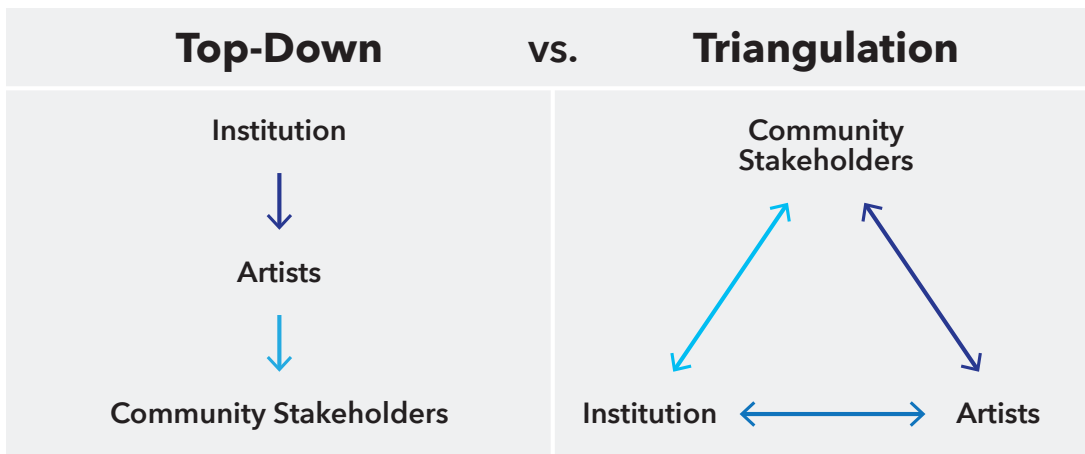 Top-Down vs. Triangulation
Institution
Artists
Community Stakeholders
Community
Stakeholders
Institution
Artists